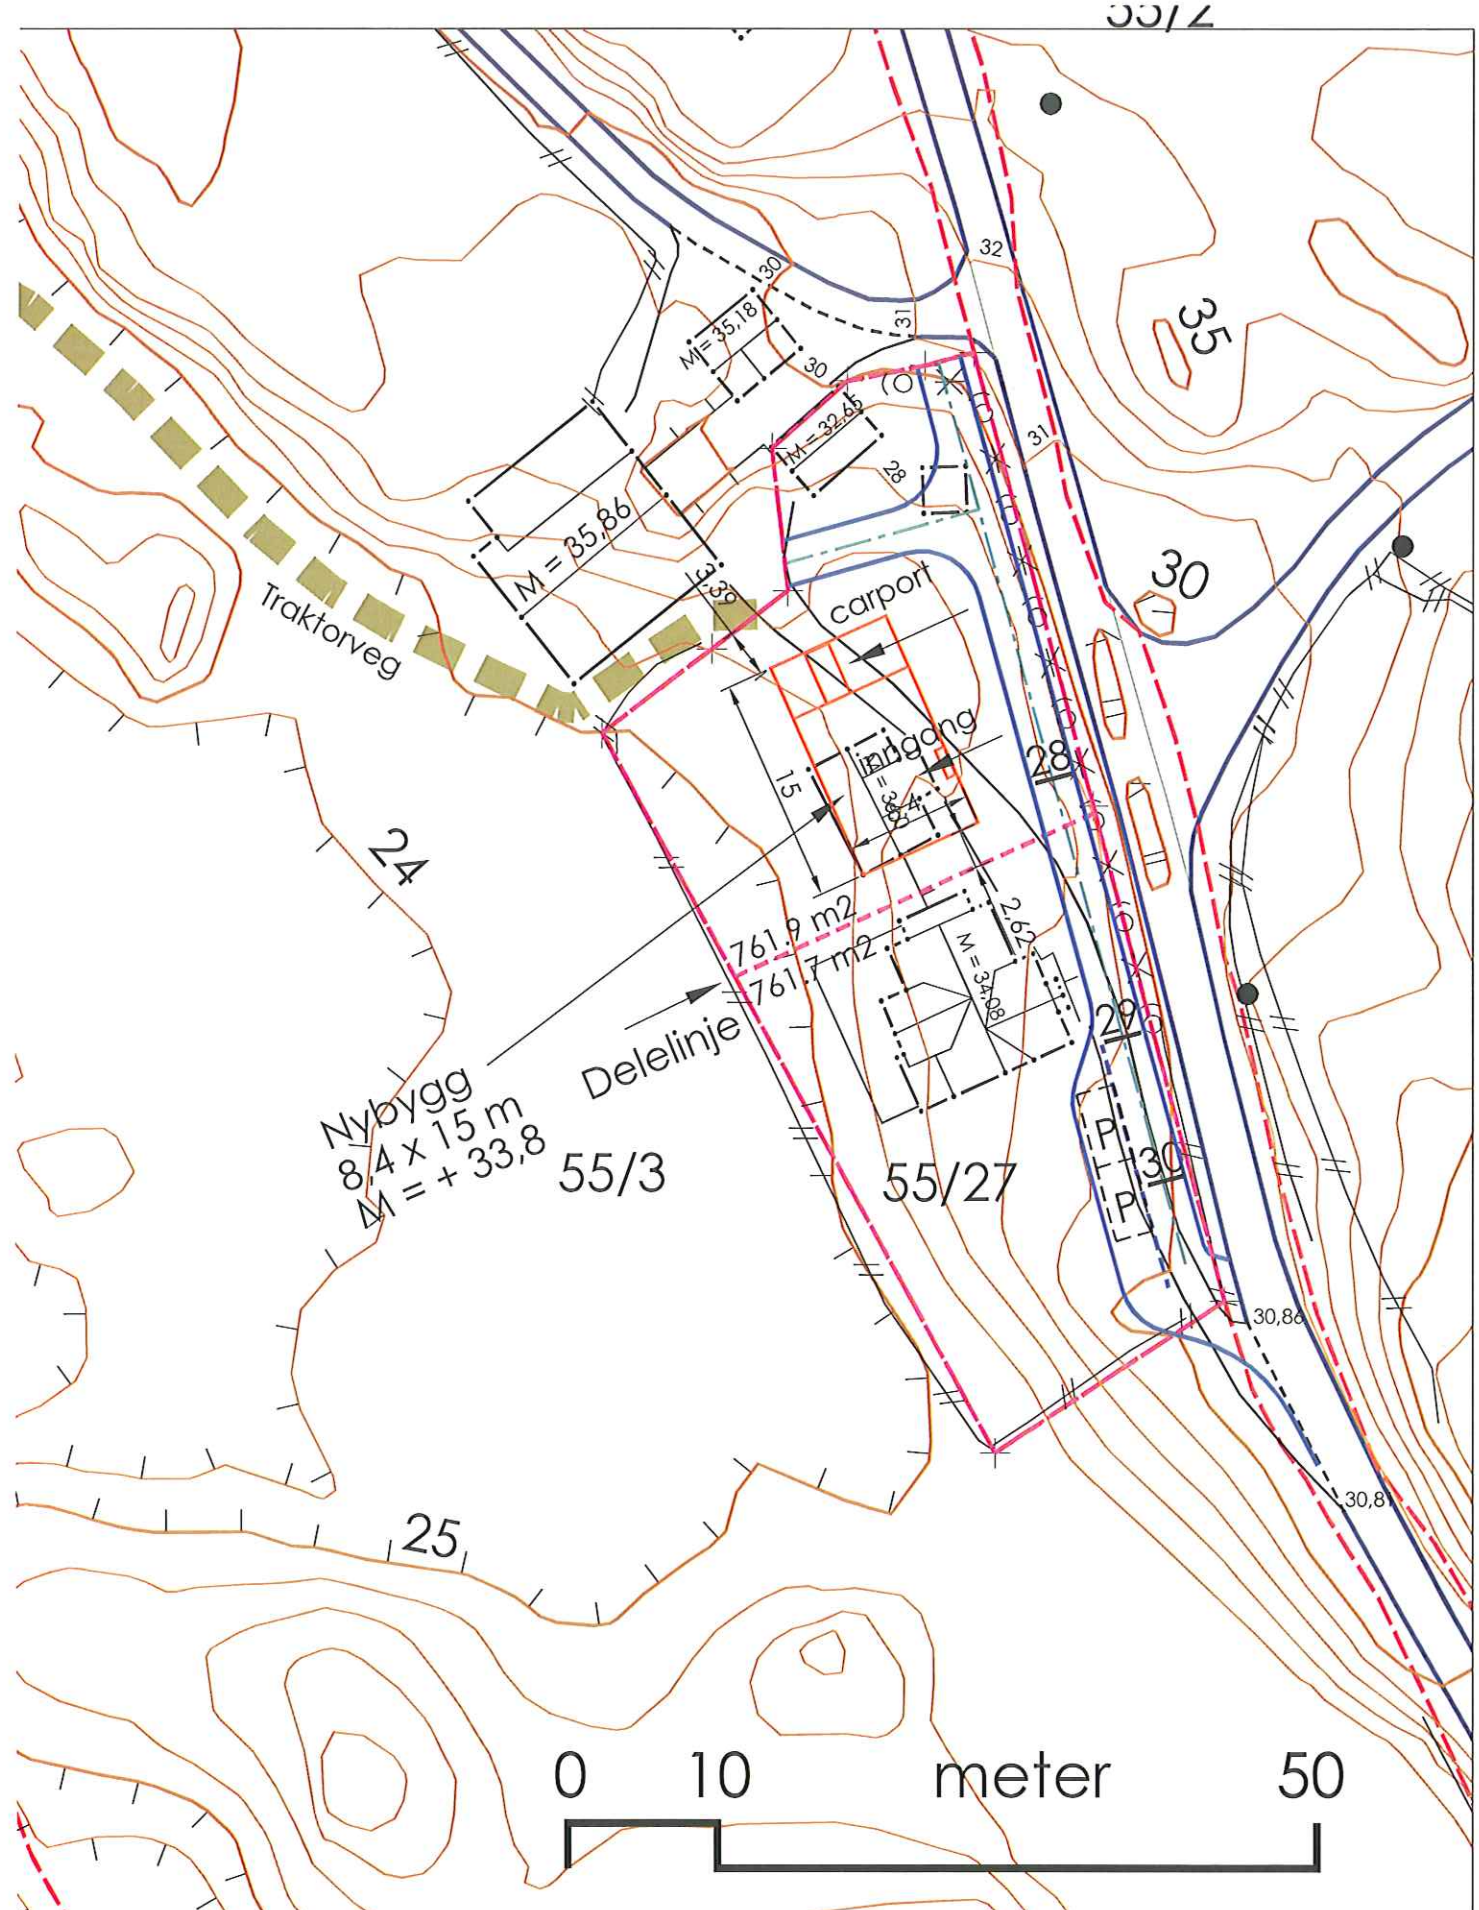 55/2
32
30
31
M = 35,18
35
30
M = 32,65
31
28
M = 35,86
3,39
30
carport
Traktorveg
inngang
28
15
24
761.9 m2
2,62
761.7 m2
M = 34,08
29
Delelinje
Nybygg
8,4 x 15 m
M = + 33,8
P
30
55/3
55/27
P
30,86
30,81
25
0 10 meter 50